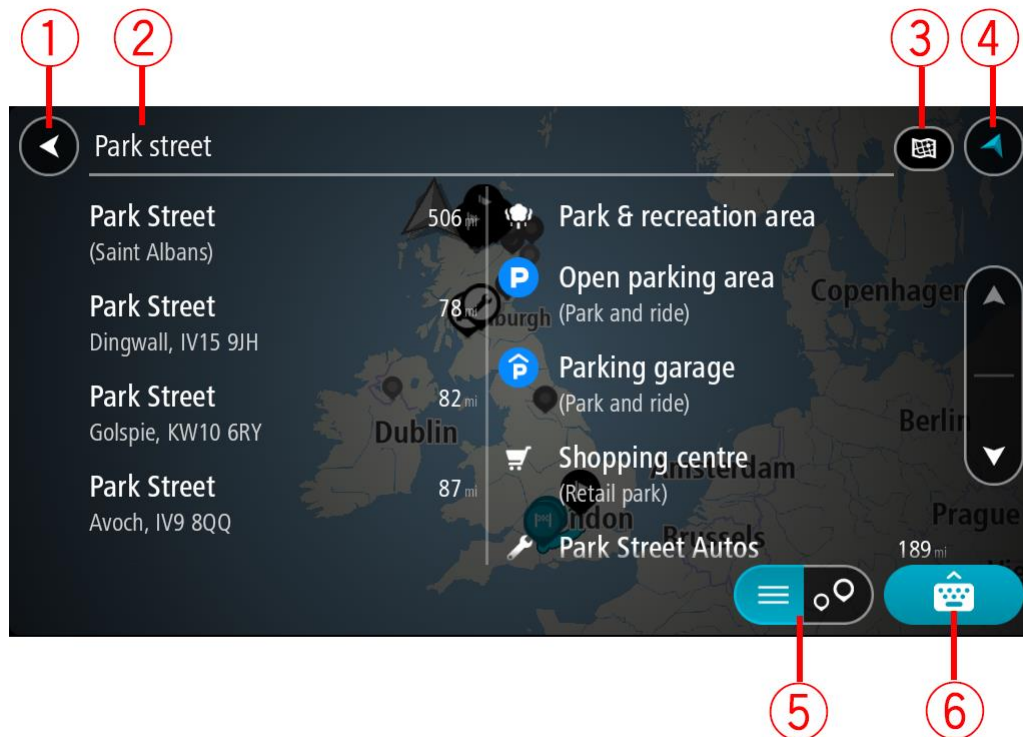 1
2
3
4
Park street
Park Street
506 mi
(Saint Albans)
Park Street
78 mi
Dingwall, IV15 9JH
Park Street
82 mi
Golspie, KW10 6RY
Park Street
87 mi
Avoch, IV9 8QQ
Park & recreation area
P
Open parking area
(Park and ride)
P
Parking garage
(Park and ride)
Shopping centre
(Retail park)
Park Street Autos
189 mi
Copenhagen
Dublin
Berlin
Amsterdam
Brussels
Prague
5
6